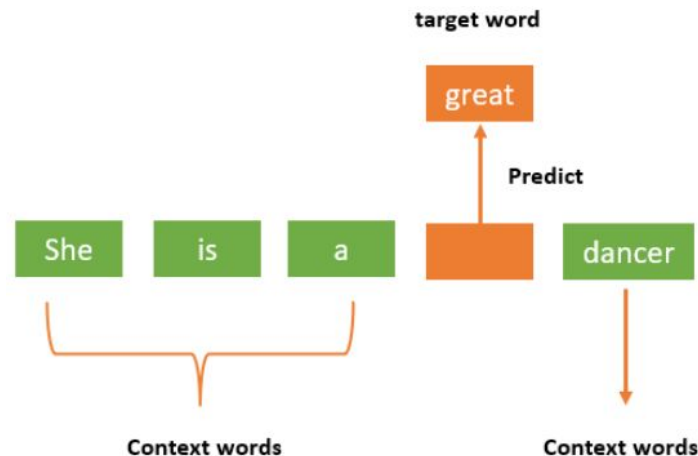 target word
great
Predict
She is a dancer
Context words Context words